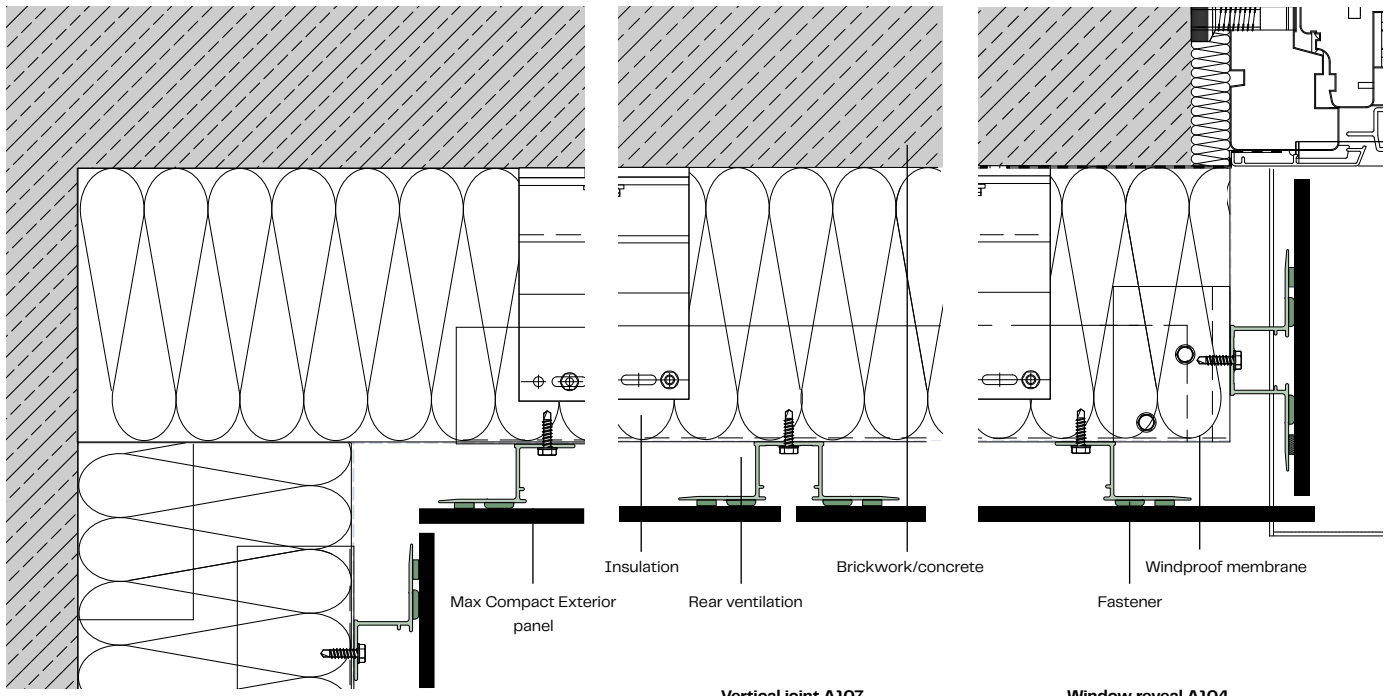 Insulation
Brickwork/concrete
Windproof membrane
Max Compact Exterior
panel
Rear ventilation
Fastener
Vertical joint A107
Window reveal A104